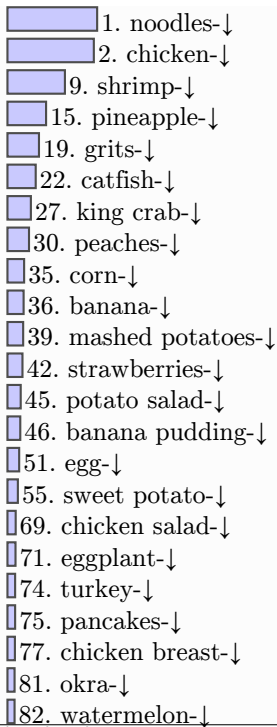 1. noodles-↓
2. chicken-↓
9. shrimp-↓
15. pineapple-↓
19. grits-↓
22. catfish-↓
27. king crab-↓
30. peaches-↓
35. corn-↓
36. banana-↓
39. mashed potatoes-↓
42. strawberries-↓
45. potato salad-↓
46. banana pudding-↓
51. egg-↓
55. sweet potato-↓
69. chicken salad-↓
71. eggplant-↓
74. turkey-↓
75. pancakes-↓
77. chicken breast-↓
81. okra-↓
82. watermelon-↓